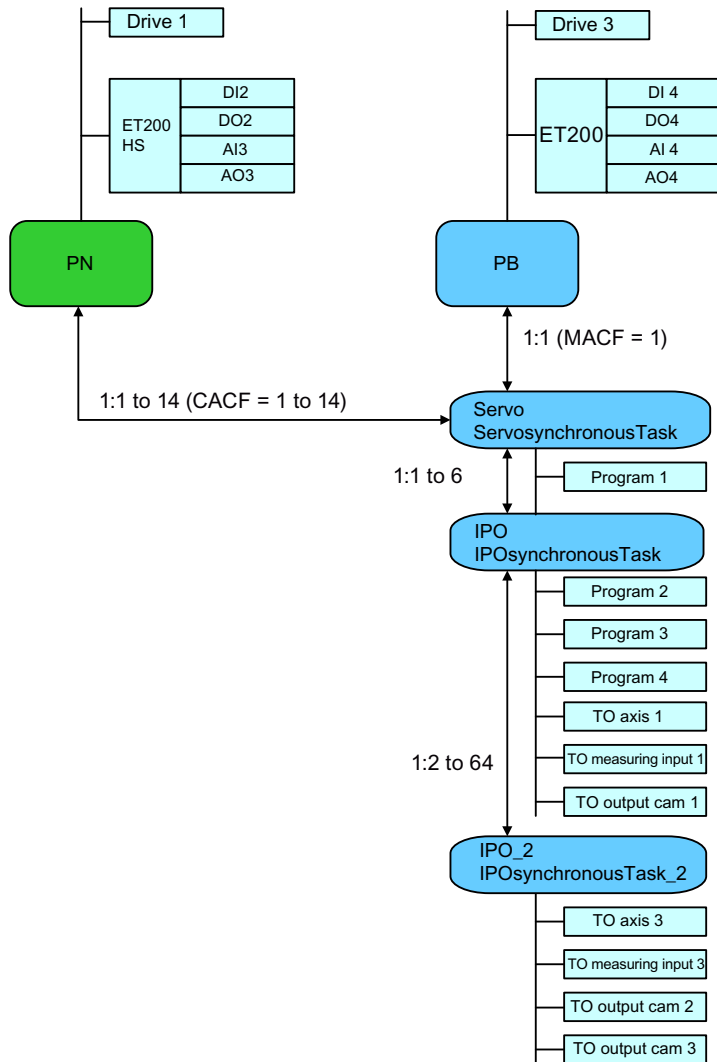 Drive 1
ET200
HS
DI2
DO2
AI3
AO3
PN
Drive 3
ET200
DI 4
DO4
AI 4
AO4
PB
1:1 (MACF = 1)
1:1 to 14 (CACF = 1 to 14)
Servo
ServosynchronousTask
1:1 to 6
Program 1
IPO
IPOsynchronousTask
Program 2
Program 3
Program 4
TO axis 1
1:2 to 64
TO measuring input 1
TO output cam 1
IPO_2
IPOsynchronousTask_2
TO axis 3
TO measuring input 3
TO output cam 2
TO output cam 3